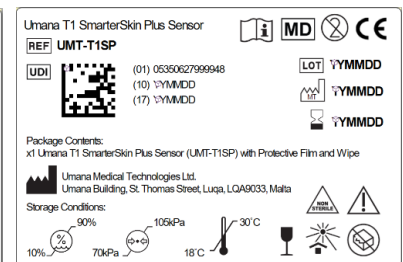 Umana T1 SmarterSkin Plus Sensor
REF UMT-T1SP
MD
UDI
(01) 05350627999948
(10) YYMMDD
(17) YYMMDD
LOT YYMMDD
MT YYMMDD
YYMMDD
Package Contents:
x1 Umana T1 SmarterSkin Plus Sensor (UMT-T1SP) with Protective Film and Wipe
Umana Medical Technologies Ltd.
Umana Building, St. Thomas Street, Luqa, LQA9033, Malta
Storage Conditions:
NON STERILE
10% 90%
70kPa 105kPa
18°C 30°C